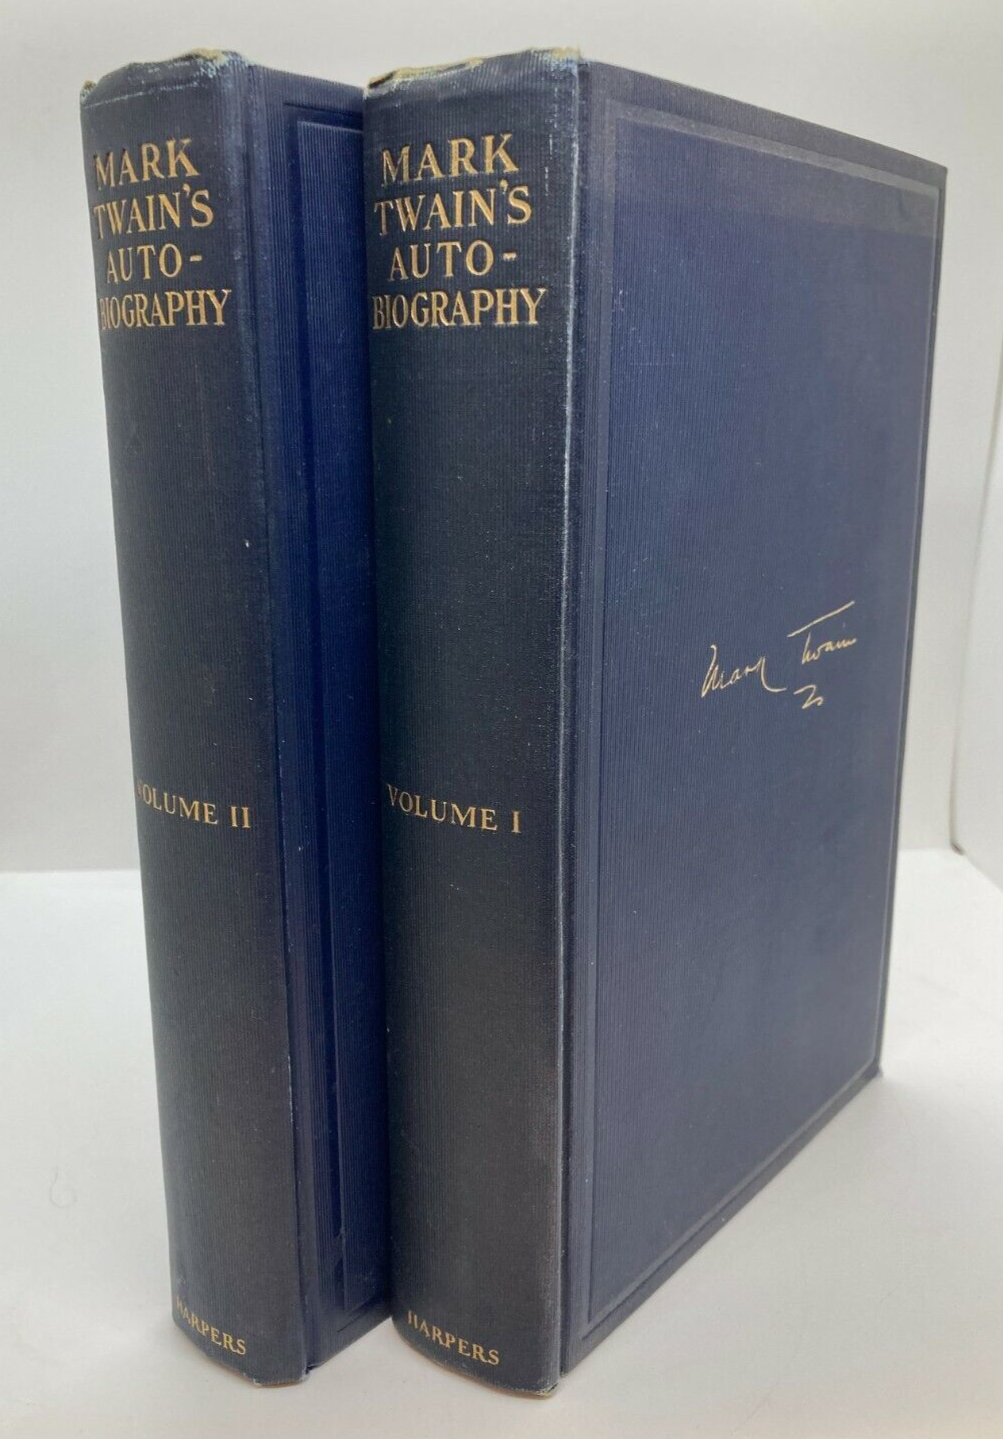 MARK
TWAIN'S
AUTO-
BIOGRAPHY
VOLUME II
HARPERS
MARK
TWAIN'S
AUTO-
BIOGRAPHY
VOLUME I
HARPERS
Mark Twain